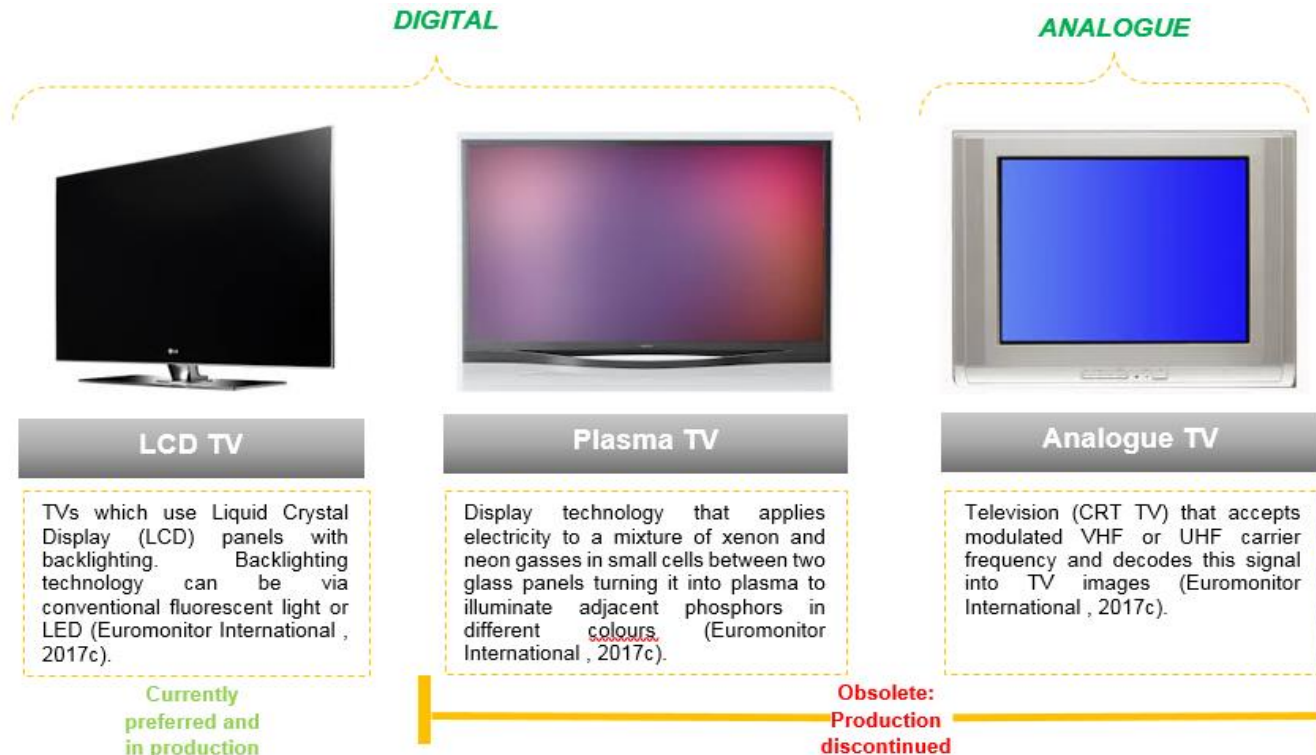 DIGITAL
ANALOGUE
LG
LCD TV
Plasma TV
Analogue TV
TVs which use Liquid Crystal
Display (LCD) panels with
backlighting. Backlighting
technology can be via
conventional fluorescent light or
LED (Euromonitor International ,
2017c).
Display technology that applies
electricity to a mixture of xenon and
neon gasses in small cells between two
glass panels turning it into plasma to
illuminate adjacent phosphors in
different colours (Euromonitor
International , 2017c).
Television (CRT TV) that accepts
modulated VHF or UHF carrier
frequency and decodes this signal
into TV images (Euromonitor
International , 2017c).
Currently
preferred and
in production
Obsolete:
Production
discontinued